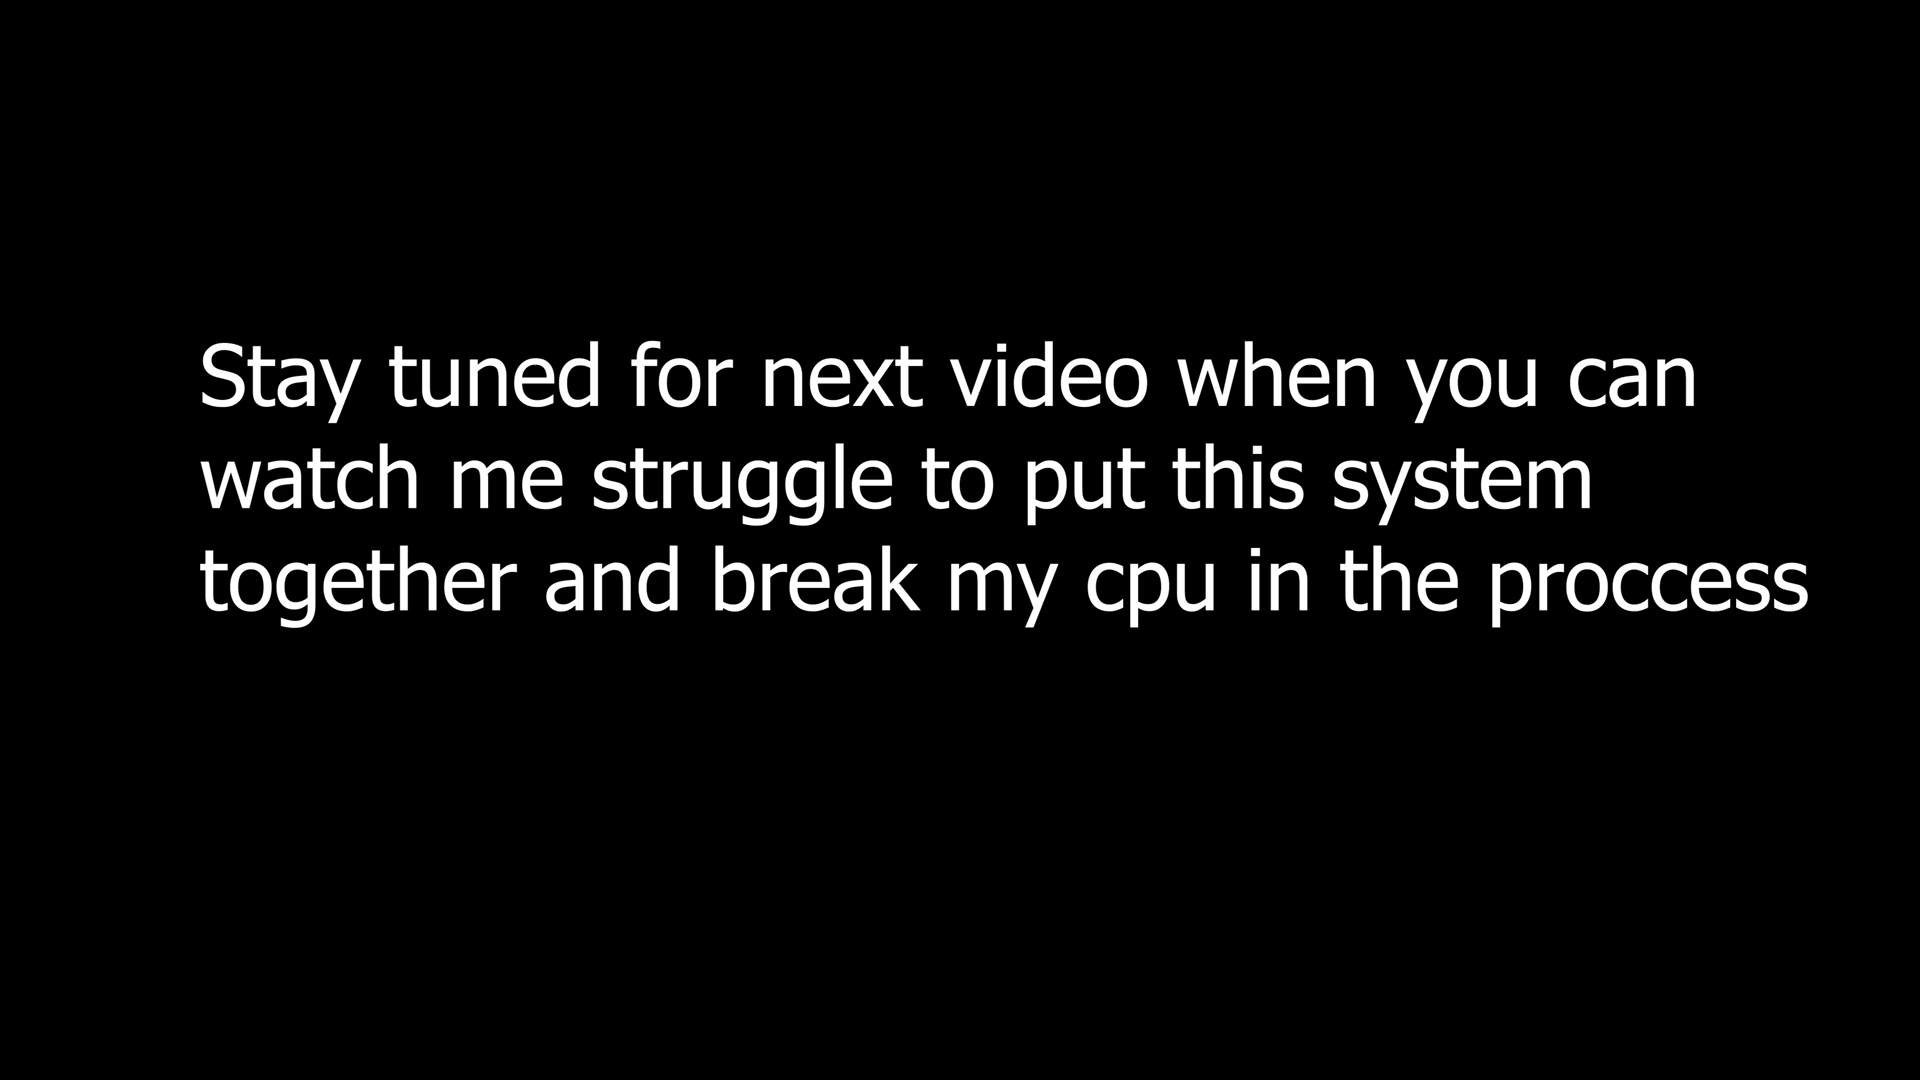 Stay tuned for next video when you can
watch me struggle to put this system
together and break my cpu in the proccess